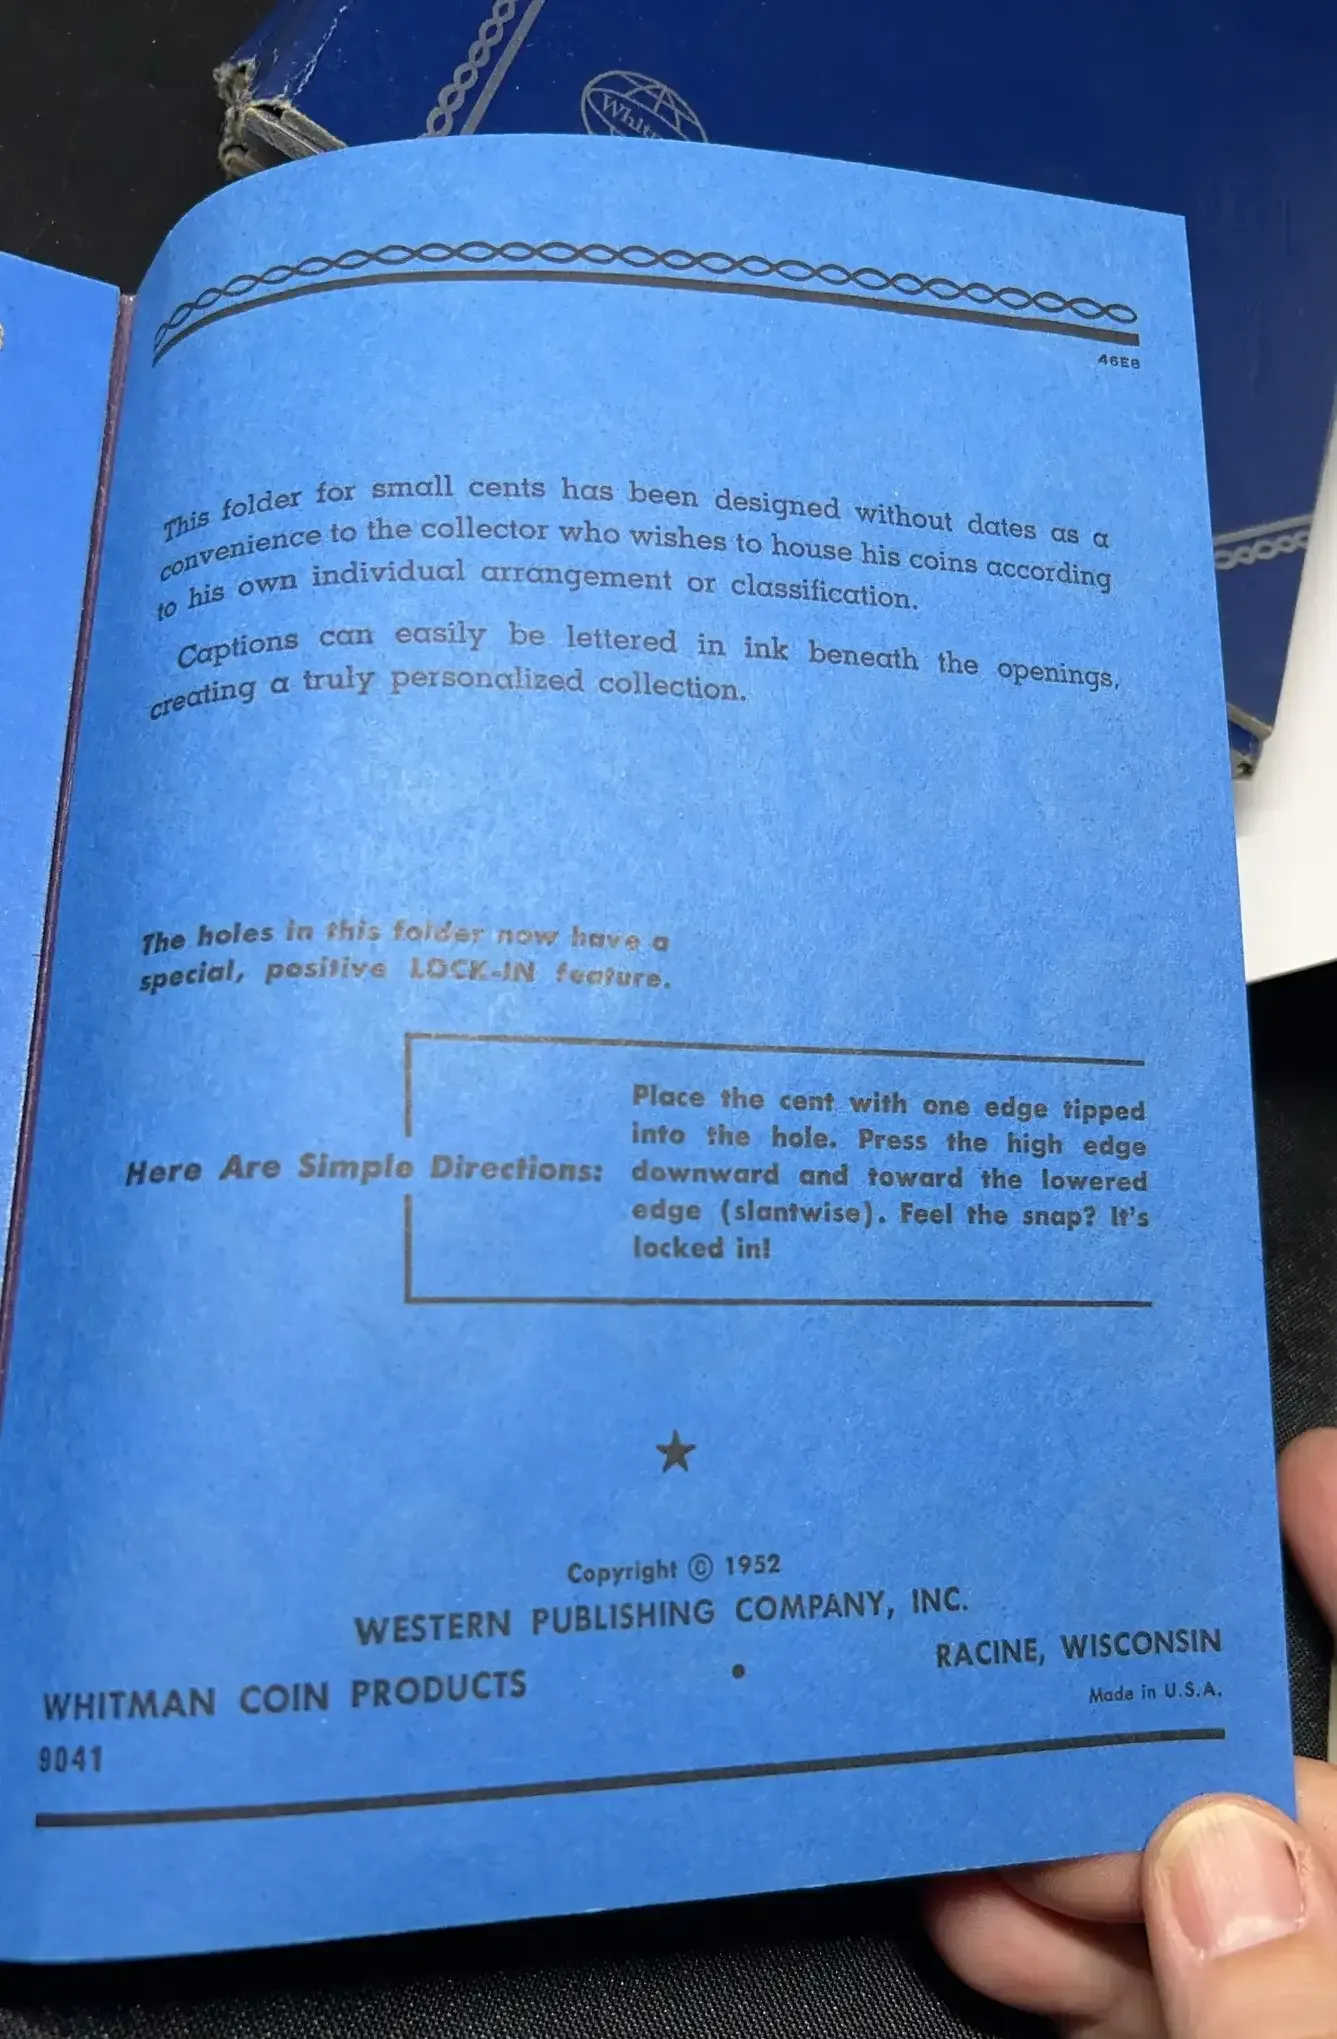 46E8
This folder for small cents has been designed without dates as a
convenience to the collector who wishes to house his coins according
to his own individual arrangement or classification.
Captions can easily be lettered in ink beneath the openings,
creating a truly personalized collection.
The holes in this folder now have a
special, positive LOCK-IN feature.
Here Are Simple Directions:
Place the cent with one edge tipped
into the hole. Press the high edge
downward and toward the lowered
edge (slantwise). Feel the snap? It's
locked in!
Copyright © 1952
WESTERN PUBLISHING COMPANY, INC.
WHITMAN COIN PRODUCTS • RACINE, WISCONSIN
9041
Made in U.S.A.